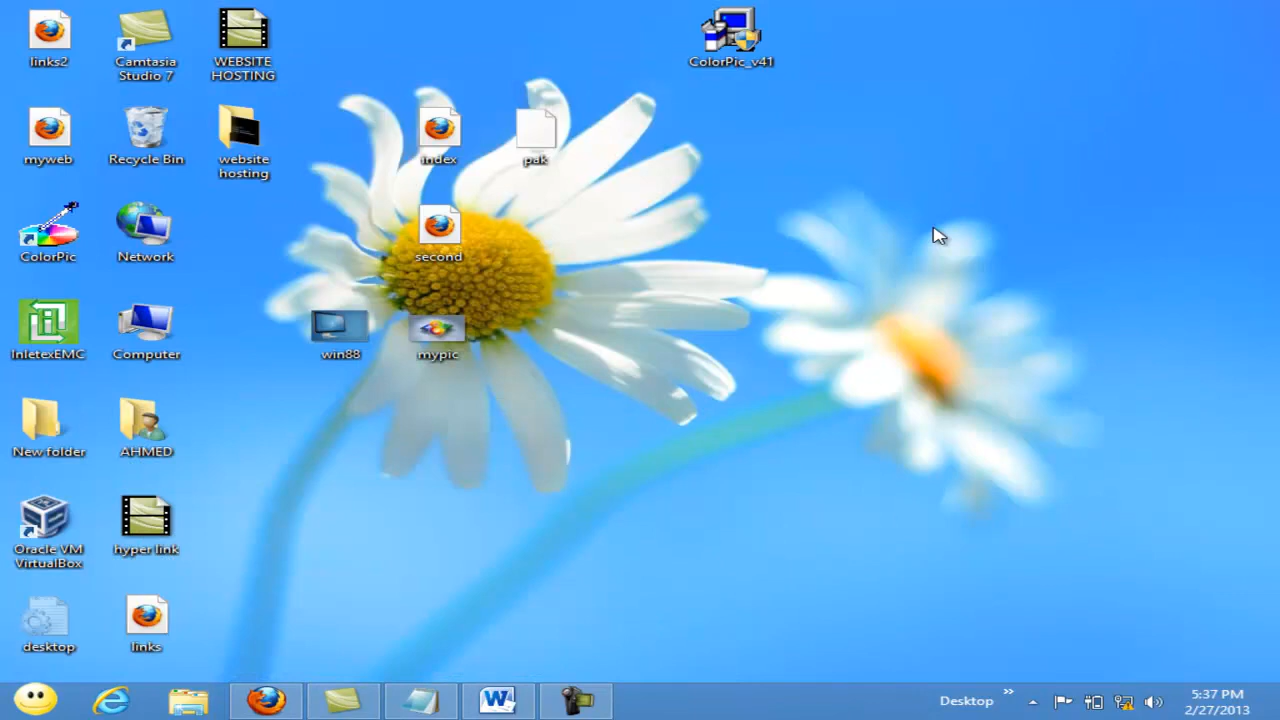 links2
Camtasia
Studio 7
WEBSITE
HOSTING
ColorPic_v41
myweb
Recycle Bin
website
hosting
index
pak
ColorPic
Network
second
InletexEMC
Computer
win88
mypic
New folder
AHMED
Oracle VM
VirtualBox
hyper link
desktop
links
Desktop
5:37 PM
2/27/2013